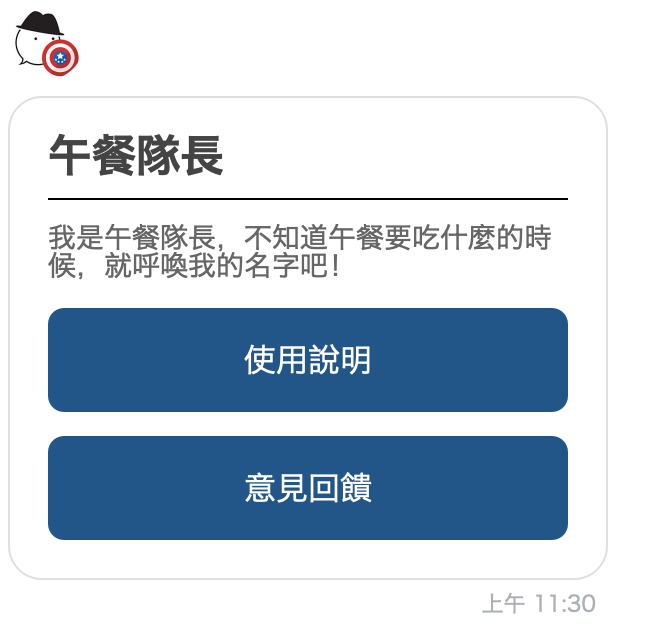 午餐隊長
我是午餐隊長，不知道午餐要吃什麼的時
候，就呼喚我的名字吧！
使用說明
意見回饋
上午 11:30